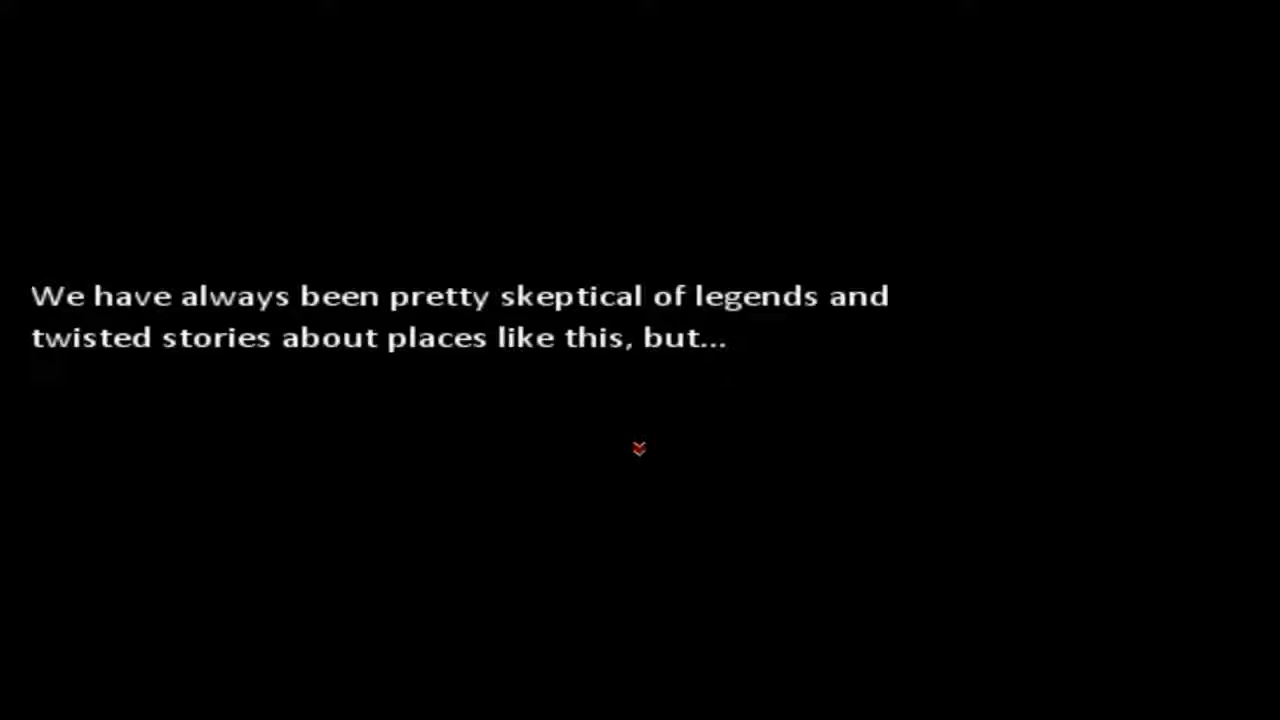 We have always been pretty skeptical of legends and
twisted stories about places like this, but...